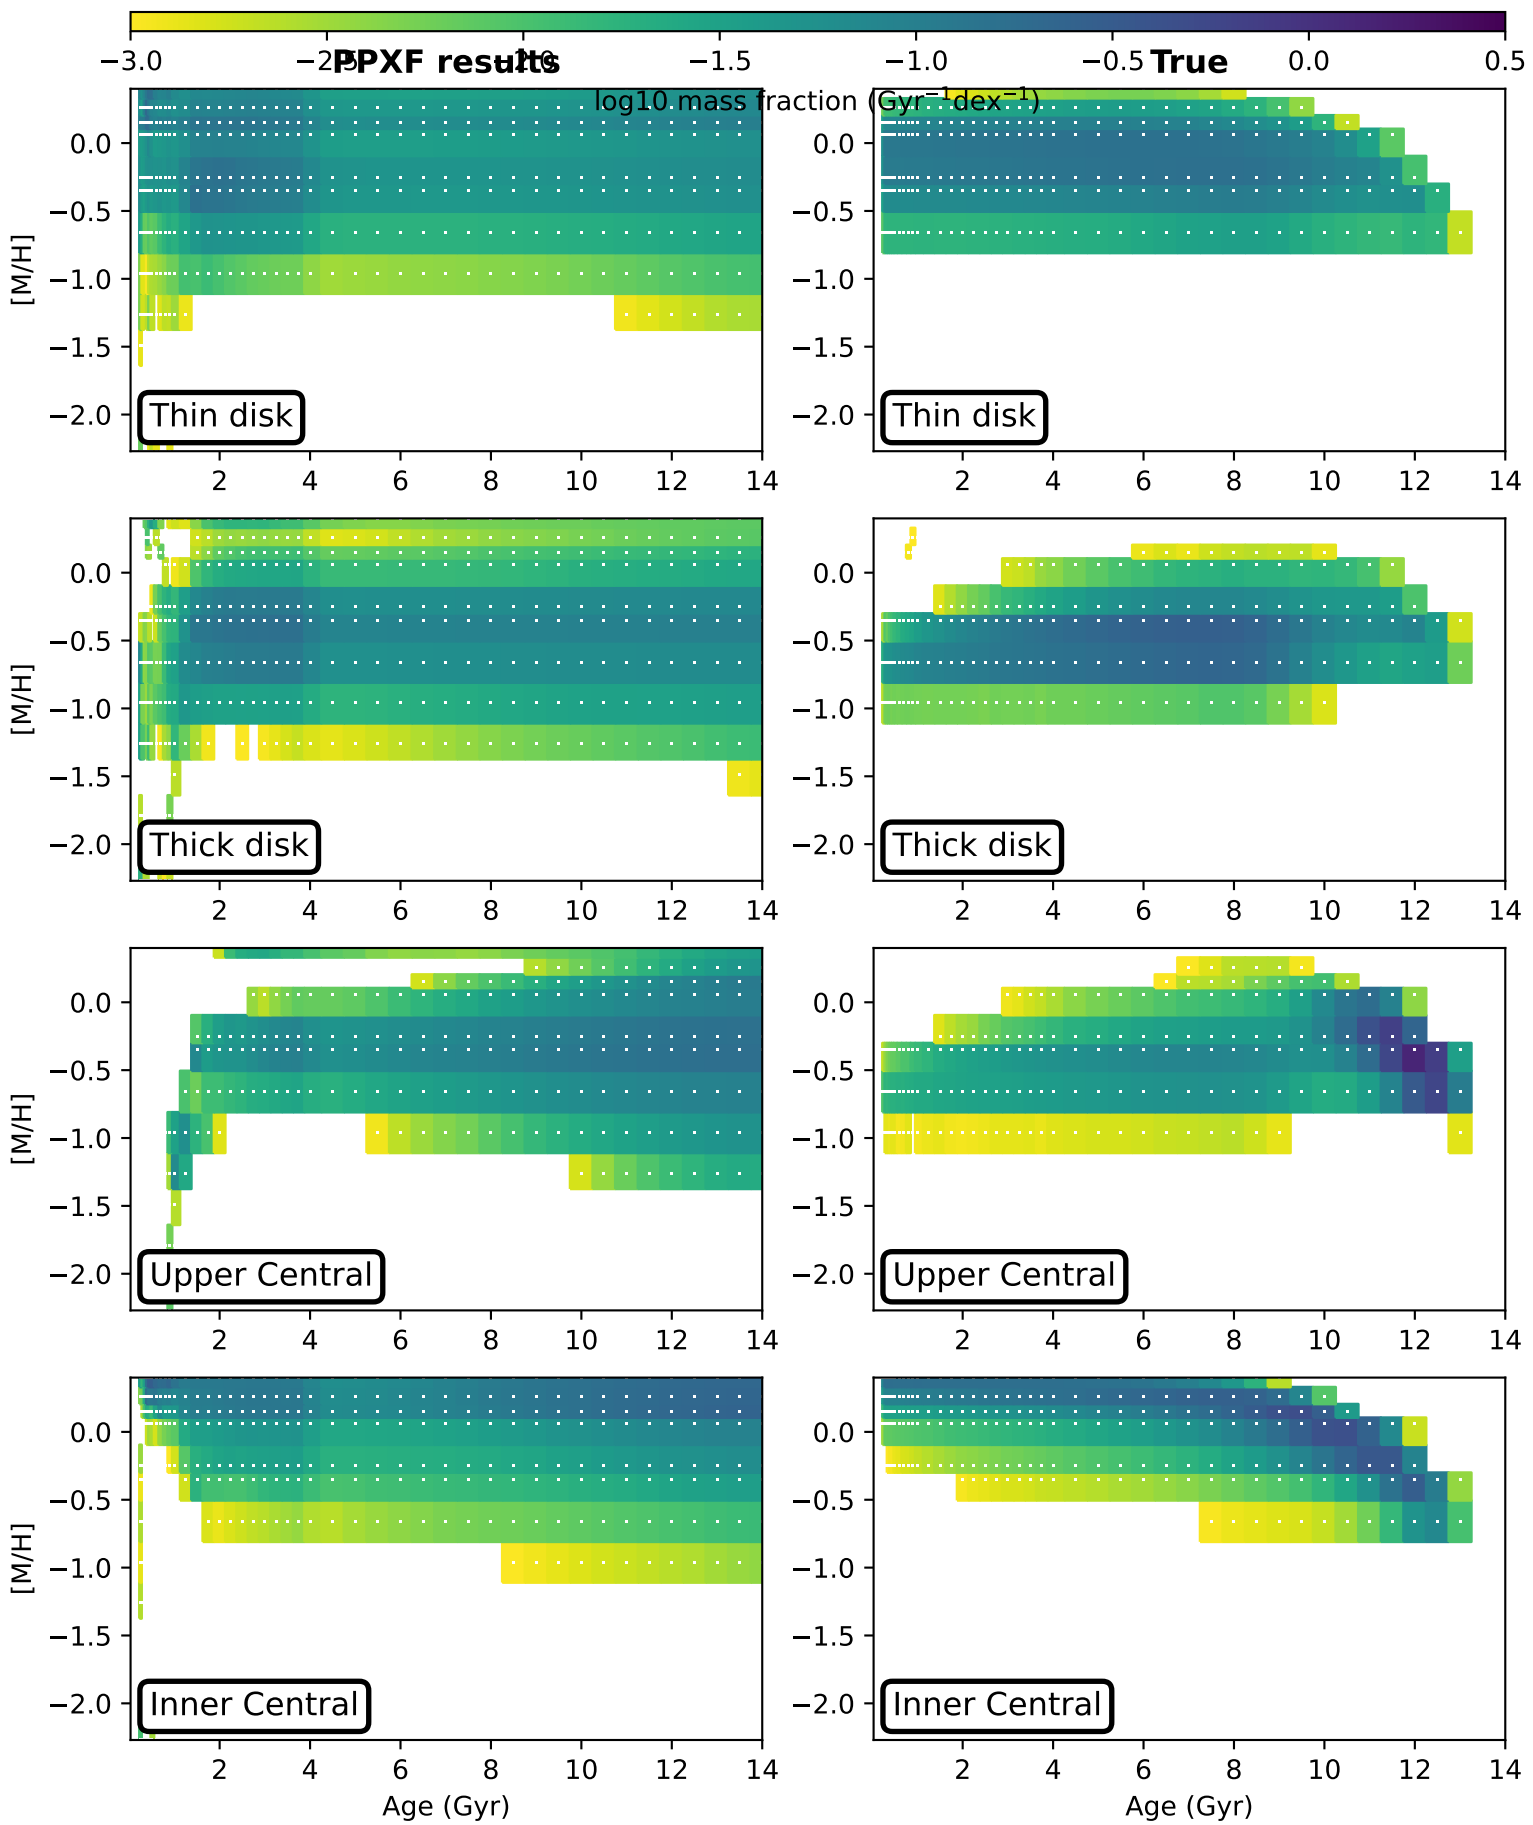 −3.0 −2.5 −2.0 −1.5 −1.0 −0.5 0.0 0.5
PPXF results
True
log10 mass fraction (Gyr⁻¹dex⁻¹)
[M/H]
0.0
−0.5
−1.0
−1.5
−2.0
Thin disk
2 4 6 8 10 12 14
0.0
−0.5
−1.0
−1.5
−2.0
Thin disk
2 4 6 8 10 12 14
[M/H]
0.0
−0.5
−1.0
−1.5
−2.0
Thick disk
2 4 6 8 10 12 14
0.0
−0.5
−1.0
−1.5
−2.0
Thick disk
2 4 6 8 10 12 14
[M/H]
0.0
−0.5
−1.0
−1.5
−2.0
Upper Central
2 4 6 8 10 12 14
0.0
−0.5
−1.0
−1.5
−2.0
Upper Central
2 4 6 8 10 12 14
[M/H]
0.0
−0.5
−1.0
−1.5
−2.0
Inner Central
2 4 6 8 10 12 14
Age (Gyr)
0.0
−0.5
−1.0
−1.5
−2.0
Inner Central
2 4 6 8 10 12 14
Age (Gyr)